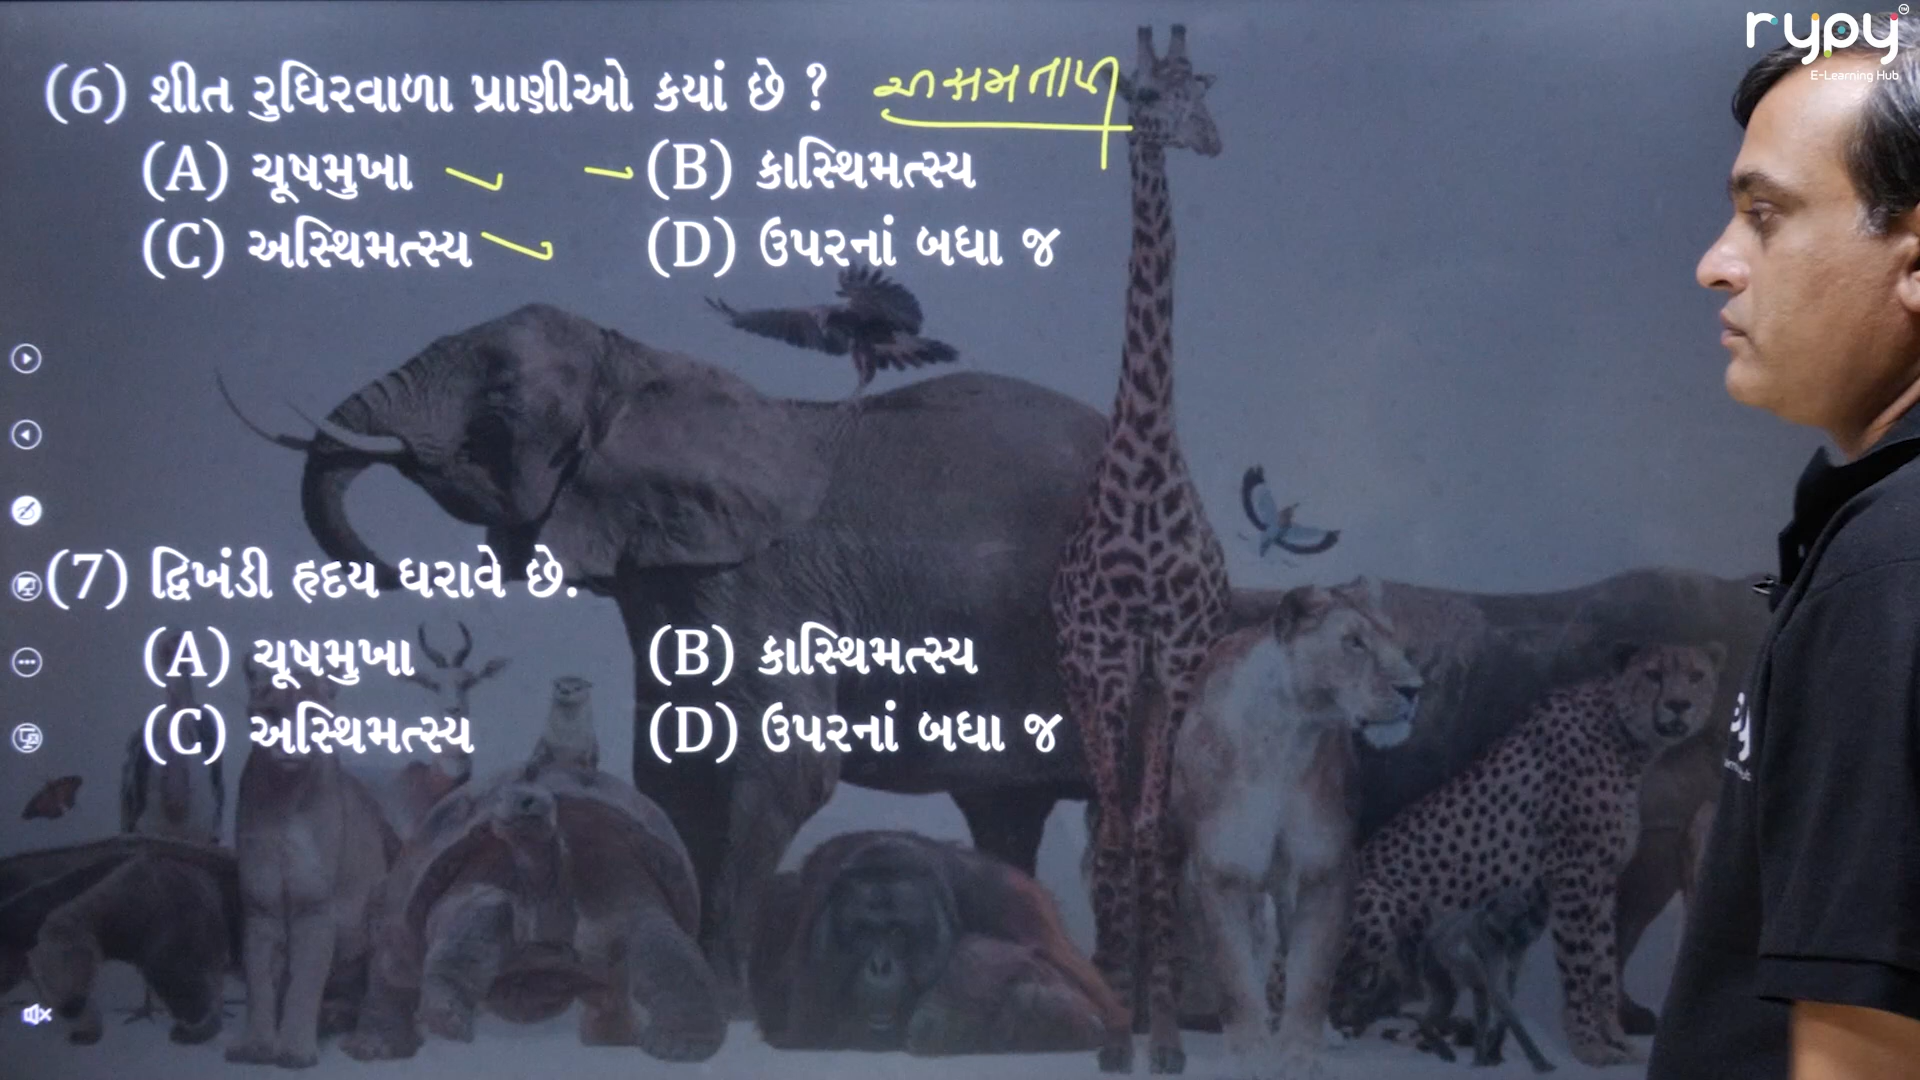 rypy™
E-Learning Hub
(6) શીત રુધિરવાળા પ્રાણીઓ કયાં છે ? અસમતાપી
(A) ચૂષમુખા (B) કાસ્થિમત્સ્ય
(C) અસ્થિમત્સ્ય (D) ઉપરનાં બધા જ
(7) દ્વિખંડી હૃદય ધરાવે છે.
(A) ચૂષમુખા (B) કાસ્થિમત્સ્ય
(C) અસ્થિમત્સ્ય (D) ઉપરનાં બધા જ